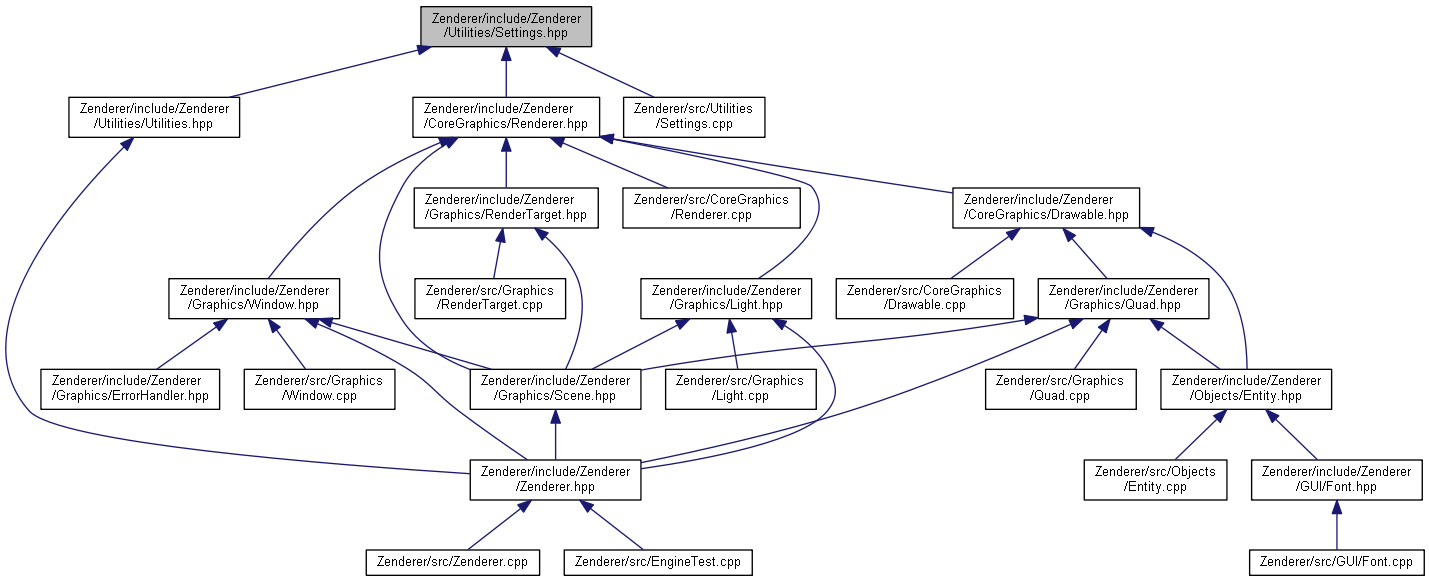 Zenderer/include/Zenderer
/Utilities/Settings.hpp
Zenderer/include/Zenderer
/Utilities/Utilities.hpp
Zenderer/include/Zenderer
/CoreGraphics/Renderer.hpp
Zenderer/src/Utilities
/Settings.cpp
Zenderer/include/Zenderer
/Graphics/RenderTarget.hpp
Zenderer/src/CoreGraphics
/Renderer.cpp
Zenderer/include/Zenderer
/CoreGraphics/Drawable.hpp
Zenderer/include/Zenderer
/Graphics/Window.hpp
Zenderer/src/Graphics
/RenderTarget.cpp
Zenderer/include/Zenderer
/Graphics/Light.hpp
Zenderer/src/CoreGraphics
/Drawable.cpp
Zenderer/include/Zenderer
/Graphics/Quad.hpp
Zenderer/include/Zenderer
/Graphics/ErrorHandler.hpp
Zenderer/src/Graphics
/Window.cpp
Zenderer/include/Zenderer
/Graphics/Scene.hpp
Zenderer/src/Graphics
/Light.cpp
Zenderer/src/Graphics
/Quad.cpp
Zenderer/include/Zenderer
/Objects/Entity.hpp
Zenderer/include/Zenderer
/Zenderer.hpp
Zenderer/src/Objects
/Entity.cpp
Zenderer/include/Zenderer
/GUI/Font.hpp
Zenderer/src/Zenderer.cpp
Zenderer/src/EngineTest.cpp
Zenderer/src/GUI/Font.cpp